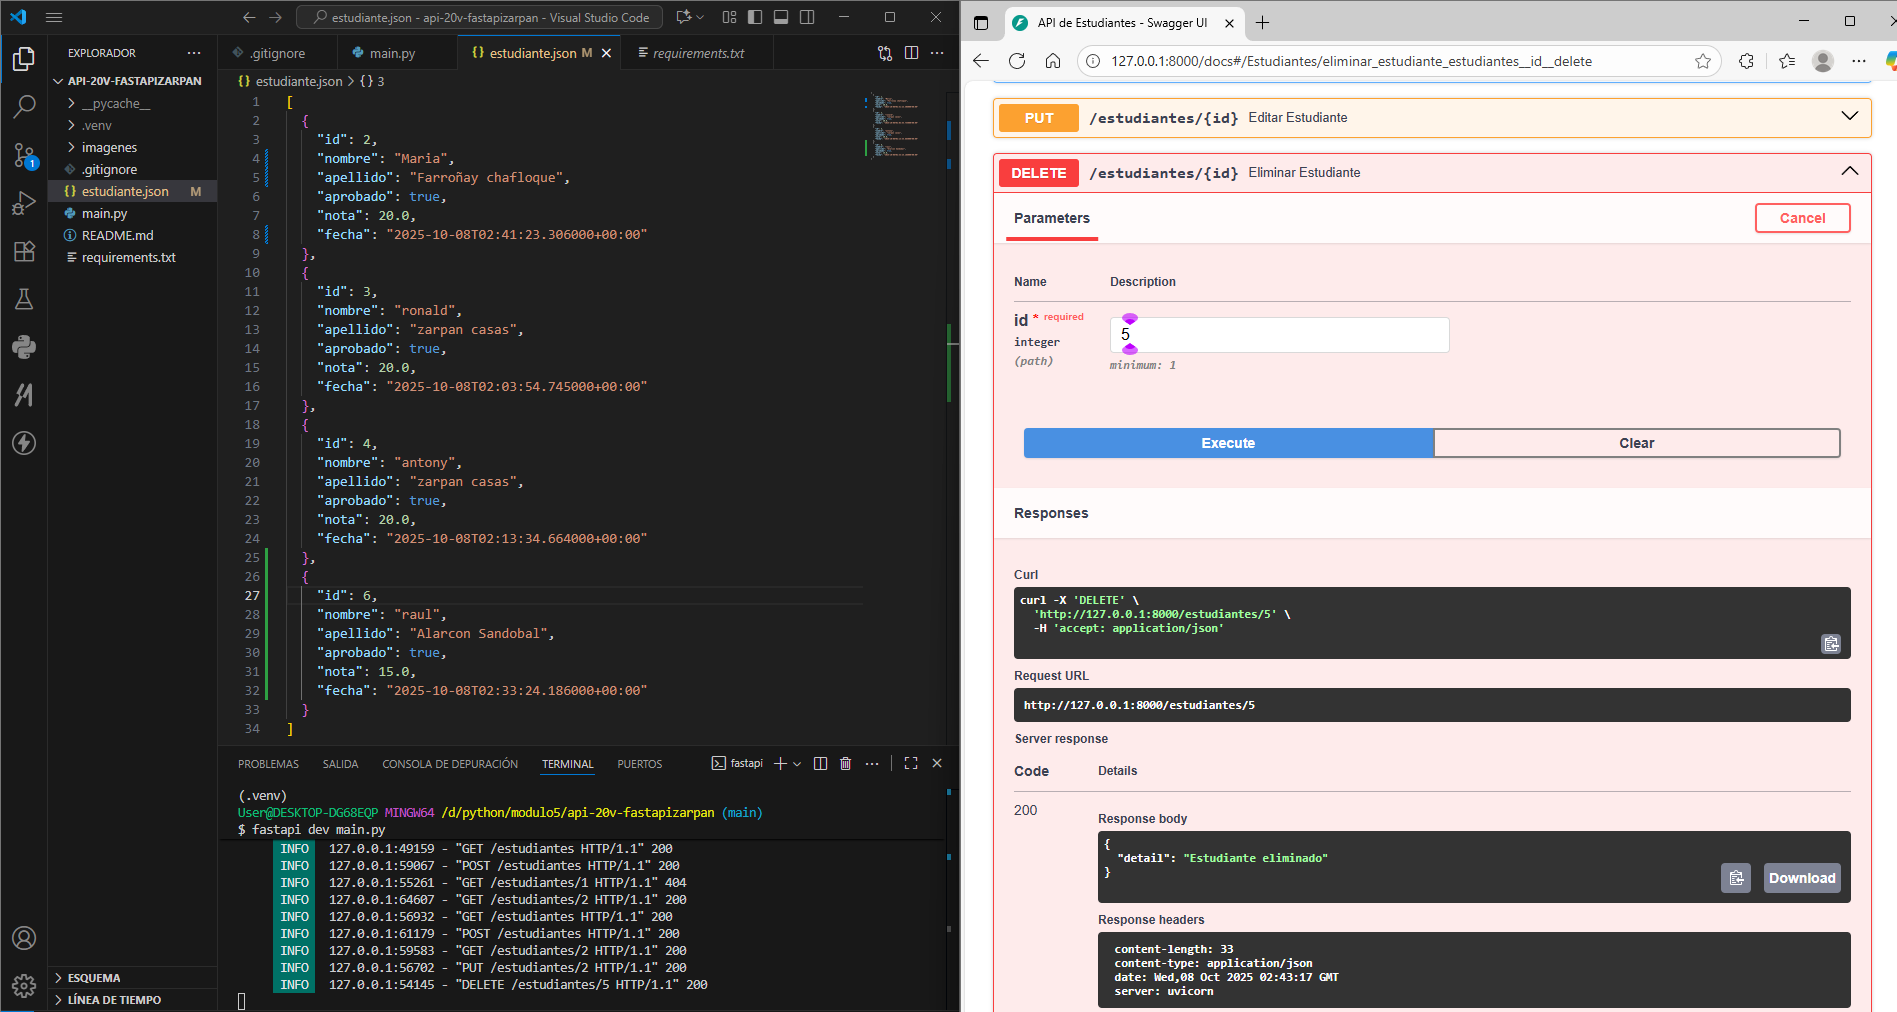 estudiante.json - api-20v-fastapizarpan - Visual Studio Code
EXPLORADOR
API-20V-FASTAPIZARPAN
__pycache__
.venv
imagenes
.gitignore
estudiante.json M
main.py
README.md
requirements.txt
ESQUEMA
LÍNEA DE TIEMPO
1
.gitignore
main.py
{} estudiante.json M
requirements.txt
{} estudiante.json > {} 3
1 [
2 {
3 "id": 2,
4 "nombre": "Maria",
5 "apellido": "Farroñay chafloque",
6 "aprobado": true,
7 "nota": 20.0,
8 "fecha": "2025-10-08T02:41:23.306000+00:00"
9 },
10 {
11 "id": 3,
12 "nombre": "ronald",
13 "apellido": "zarpan casas",
14 "aprobado": true,
15 "nota": 20.0,
16 "fecha": "2025-10-08T02:03:54.745000+00:00"
17 },
18 {
19 "id": 4,
20 "nombre": "antony",
21 "apellido": "zarpan casas",
22 "aprobado": true,
23 "nota": 20.0,
24 "fecha": "2025-10-08T02:13:34.664000+00:00"
25 },
26 {
27 "id": 6,
28 "nombre": "raul",
29 "apellido": "Alarcon Sandobal",
30 "aprobado": true,
31 "nota": 15.0,
32 "fecha": "2025-10-08T02:33:24.186000+00:00"
33 }
34 ]
PROBLEMAS SALIDA CONSOLA DE DEPURACIÓN TERMINAL PUERTOS fastapi
(.venv)
User@DESKTOP-DG68EQP MINGW64 /d/python/modulo5/api-20v-fastapizarpan (main)
$ fastapi dev main.py
INFO 127.0.0.1:49159 - "GET /estudiantes HTTP/1.1" 200
INFO 127.0.0.1:59067 - "POST /estudiantes HTTP/1.1" 200
INFO 127.0.0.1:55261 - "GET /estudiantes/1 HTTP/1.1" 404
INFO 127.0.0.1:64607 - "GET /estudiantes/2 HTTP/1.1" 200
INFO 127.0.0.1:56932 - "GET /estudiantes HTTP/1.1" 200
INFO 127.0.0.1:61179 - "POST /estudiantes HTTP/1.1" 200
INFO 127.0.0.1:59583 - "GET /estudiantes/2 HTTP/1.1" 200
INFO 127.0.0.1:56702 - "PUT /estudiantes/2 HTTP/1.1" 200
INFO 127.0.0.1:54145 - "DELETE /estudiantes/5 HTTP/1.1" 200
API de Estudiantes - Swagger UI
127.0.0.1:8000/docs#/Estudiantes/eliminar_estudiante_estudiantes__id__delete
PUT /estudiantes/{id} Editar Estudiante
DELETE /estudiantes/{id} Eliminar Estudiante
Parameters
Cancel
Name Description
id * required
integer
(path)
5
minimum: 1
Execute
Clear
Responses
Curl
curl -X 'DELETE' \
'http://127.0.0.1:8000/estudiantes/5' \
-H 'accept: application/json'
Request URL
http://127.0.0.1:8000/estudiantes/5
Server response
Code Details
200
Response body
{
"detail": "Estudiante eliminado"
}
Download
Response headers
content-length: 33
content-type: application/json
date: Wed,08 Oct 2025 02:43:17 GMT
server: uvicorn